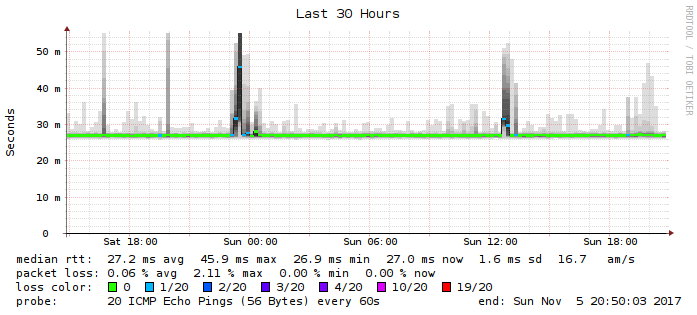 Last 30 Hours
RRDTOOL / TOBI OETIKER
Seconds
50 m
40 m
30 m
20 m
10 m
0
Sat 18:00 Sun 00:00 Sun 06:00 Sun 12:00 Sun 18:00
median rtt: 27.2 ms avg 45.9 ms max 26.9 ms min 27.0 ms now 1.6 ms sd 16.7 am/s
packet loss: 0.06 % avg 2.11 % max 0.00 % min 0.00 % now
loss color: 0 1/20 2/20 3/20 4/20 10/20 19/20
probe: 20 ICMP Echo Pings (56 Bytes) every 60s end: Sun Nov 5 20:50:03 2017